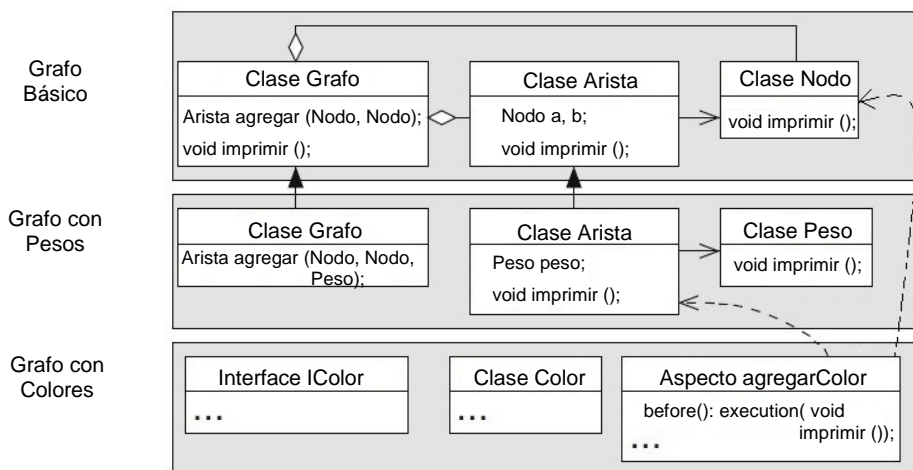 Grafo
Básico
Clase Grafo
Arista agregar (Nodo, Nodo);
void imprimir ();
Clase Arista
Nodo a, b;
void imprimir ();
Clase Nodo
void imprimir ();
Grafo con
Pesos
Clase Grafo
Arista agregar (Nodo, Nodo,
Peso);
Clase Arista
Peso peso;
void imprimir ();
Clase Peso
void imprimir ();
Grafo con
Colores
Interface IColor
...
Clase Color
...
Aspecto agregarColor
before(): execution( void
imprimir ());
...